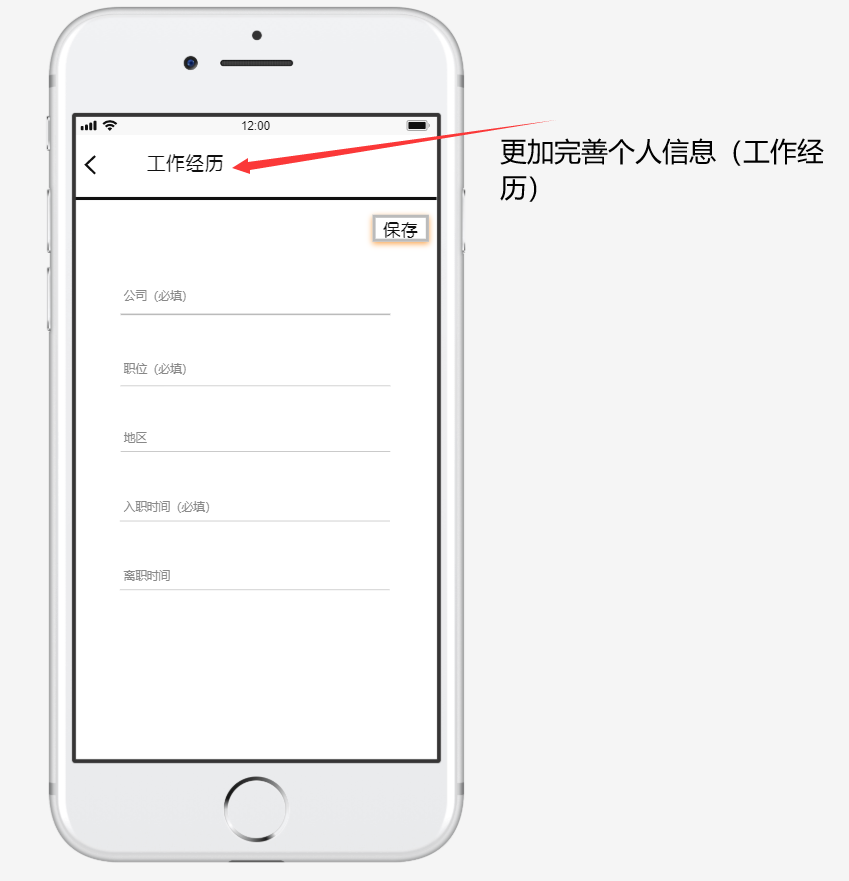 12:00
工作经历
更加完善个人信息（工作经
历）
保存
公司（必填）
职位（必填）
地区
入职时间（必填）
离职时间